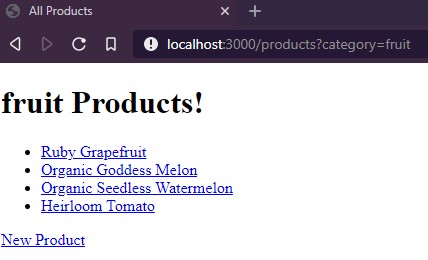 All Products
localhost:3000/products?category=fruit
fruit Products!
Ruby Grapefruit
Organic Goddess Melon
Organic Seedless Watermelon
Heirloom Tomato
New Product